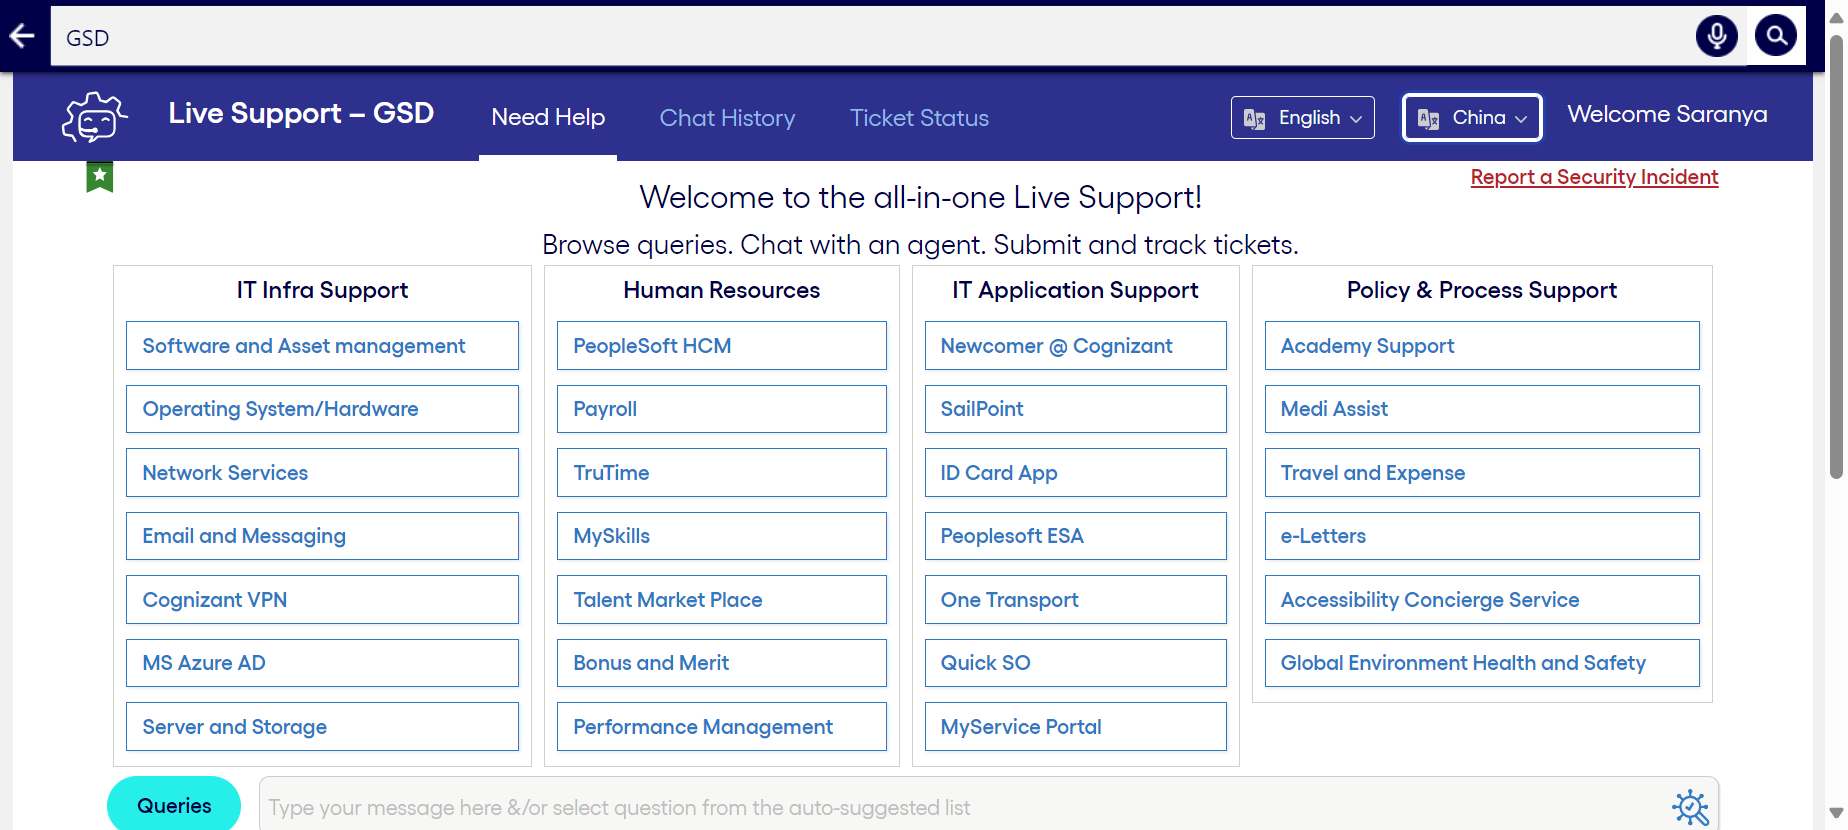 GSD
Live Support – GSD
Need Help
Chat History
Ticket Status
English
China
Welcome Saranya
Report a Security Incident
Welcome to the all-in-one Live Support!
Browse queries. Chat with an agent. Submit and track tickets.
IT Infra Support
Software and Asset management
Operating System/Hardware
Network Services
Email and Messaging
Cognizant VPN
MS Azure AD
Server and Storage
Human Resources
PeopleSoft HCM
Payroll
TruTime
MySkills
Talent Market Place
Bonus and Merit
Performance Management
IT Application Support
Newcomer @ Cognizant
SailPoint
ID Card App
Peoplesoft ESA
One Transport
Quick SO
MyService Portal
Policy & Process Support
Academy Support
Medi Assist
Travel and Expense
e-Letters
Accessibility Concierge Service
Global Environment Health and Safety
Queries
Type your message here &/or select question from the auto-suggested list